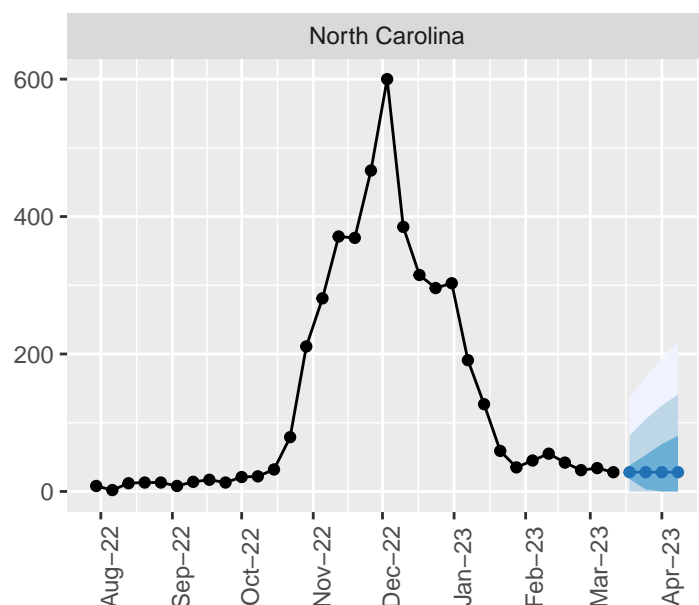 North Carolina
600
400
200
0
Aug−22
Sep−22
Oct−22
Nov−22
Dec−22
Jan−23
Feb−23
Mar−23
Apr−23